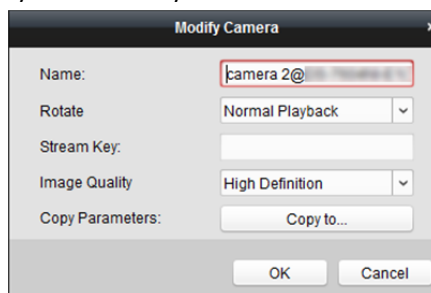 Modify Camera
Name: camera 2@
Rotate Normal Playback
Stream Key:
Image Quality High Definition
Copy Parameters: Copy to...
OK Cancel